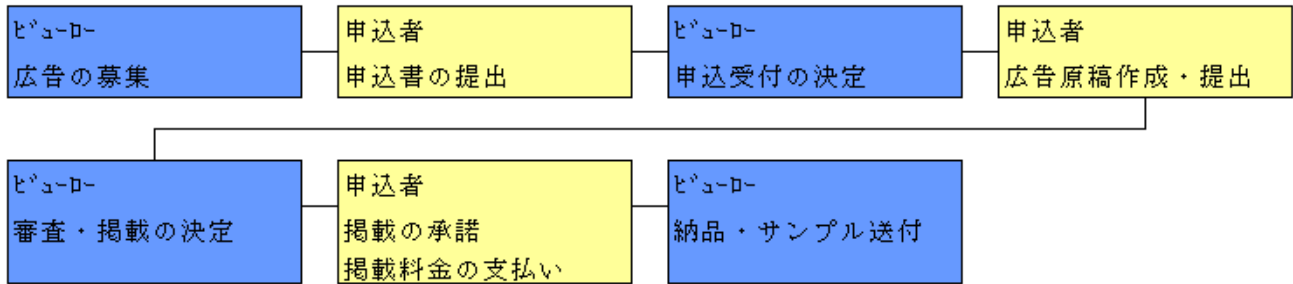 ﾋﾞｭｰﾛｰ
広告の募集
申込者
申込書の提出
ﾋﾞｭｰﾛｰ
申込受付の決定
申込者
広告原稿作成・提出
ﾋﾞｭｰﾛｰ
審査・掲載の決定
申込者
掲載の承諾
掲載料金の支払い
ﾋﾞｭｰﾛｰ
納品・サンプル送付